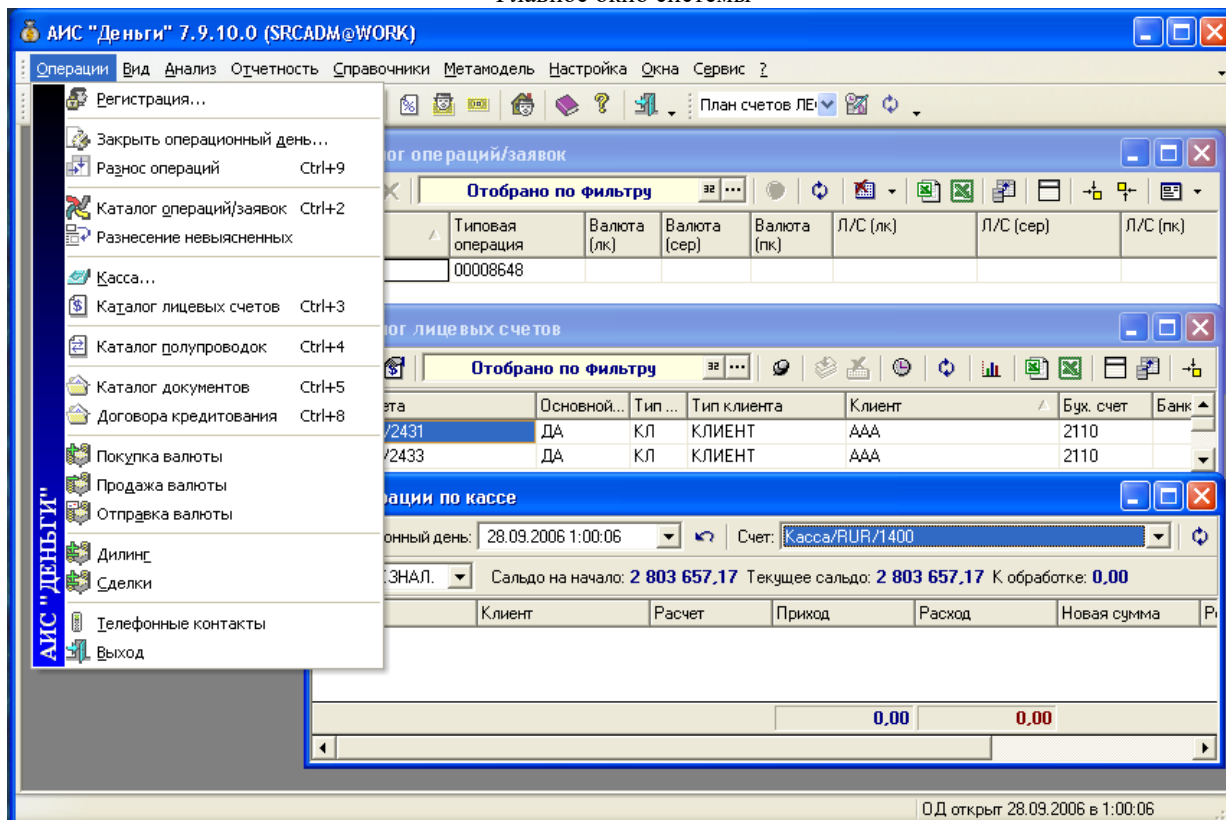 Главное окно системы
АИС "Деньги" 7.9.10.0 (SRCADM@WORK)
Операции Вид Анализ Отчетность Справочники Метамодель Настройка Окна Сервис ?
План счетов ЛЕ
АИС "ДЕНЬГИ"
Регистрация...
Закрыть операционный день...
Разнос операций Ctrl+9
Каталог операций/заявок Ctrl+2
Разнесение невыясненных
Касса...
Каталог лицевых счетов Ctrl+3
Каталог полупроводок Ctrl+4
Каталог документов Ctrl+5
Договора кредитования Ctrl+8
Покупка валюты
Продажа валюты
Отправка валюты
Дилинг
Сделки
Телефонные контакты
Выход
ог операций/заявок
Отобрано по фильтру
Типовая операция Валюта (лк) Валюта (сер) Валюта (пк) Л/С (лк) Л/С (сер) Л/С (пк)
00008648
ог лицевых счетов
Отобрано по фильтру
ета Основной... Тип ... Тип клиента Клиент Бух. счет Банк
/2431 ДА КЛ КЛИЕНТ ААА 2110
/2433 ДА КЛ КЛИЕНТ ААА 2110
ации по кассе
онный день: 28.09.2006 1:00:06 Счет: Касса/RUR/1400
ЗНАЛ. Сальдо на начало: 2 803 657,17 Текущее сальдо: 2 803 657,17 К обработке: 0,00
Клиент Расчет Приход Расход Новая сумма
0,00 0,00
ОД открыт 28.09.2006 в 1:00:06